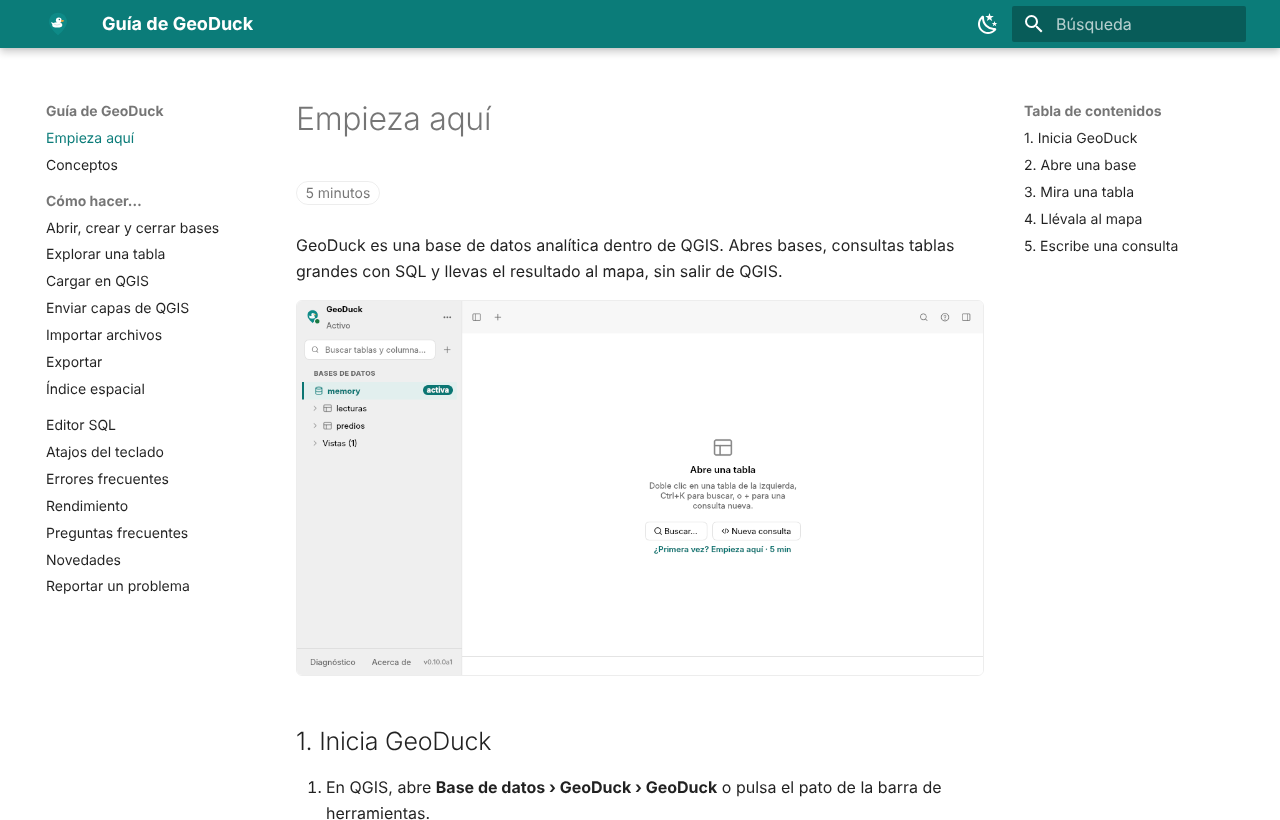 Guía de GeoDuck
Búsqueda
Guía de GeoDuck
Empieza aquí
Conceptos
Cómo hacer...
Abrir, crear y cerrar bases
Explorar una tabla
Cargar en QGIS
Enviar capas de QGIS
Importar archivos
Exportar
Índice espacial
Editor SQL
Atajos del teclado
Errores frecuentes
Rendimiento
Preguntas frecuentes
Novedades
Reportar un problema
Empieza aquí
5 minutos
GeoDuck es una base de datos analítica dentro de QGIS. Abres bases, consultas tablas
grandes con SQL y llevas el resultado al mapa, sin salir de QGIS.
GeoDuck
Activo
Buscar tablas y columna...
BASES DE DATOS
memory
activa
lecturas
predios
Vistas (1)
Abre una tabla
Doble clic en una tabla de la izquierda,
Ctrl+K para buscar, o + para una
consulta nueva.
Buscar...
Nueva consulta
¿Primera vez? Empieza aquí · 5 min
Diagnóstico
Acerca de
v0.10.0a1
1. Inicia GeoDuck
1. En QGIS, abre Base de datos › GeoDuck › GeoDuck o pulsa el pato de la barra de
herramientas.
Tabla de contenidos
1. Inicia GeoDuck
2. Abre una base
3. Mira una tabla
4. Llévala al mapa
5. Escribe una consulta